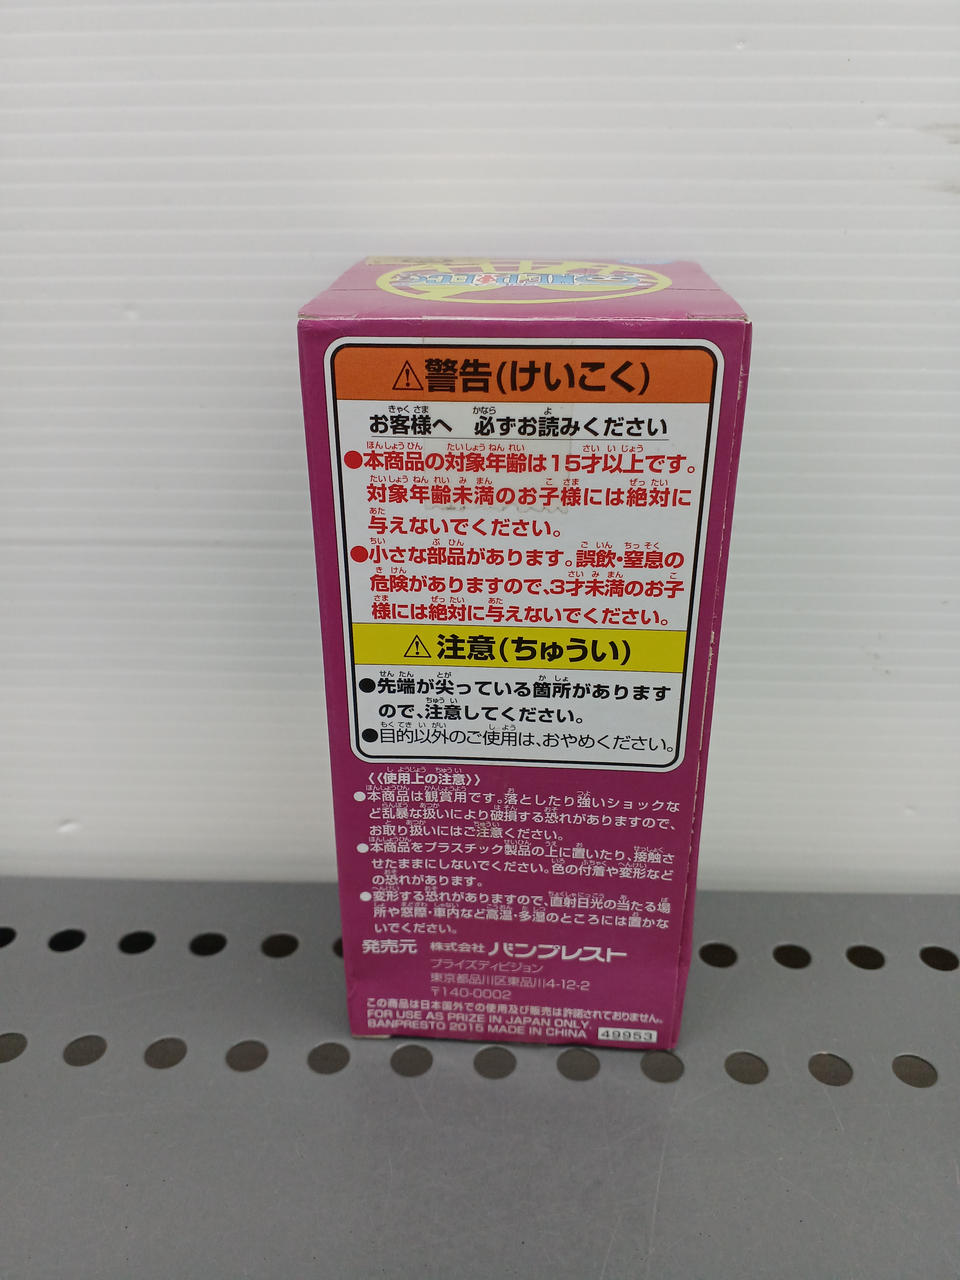 ⚠警告(けいこく)
お客様へ 必ずお読みください
●本商品の対象年齢は15才以上です。
対象年齢未満のお子様には絶対に
与えないでください。
●小さな部品があります。誤飲・窒息の
危険がありますので、3才未満のお子
様には絶対に与えないでください。
⚠注意(ちゅうい)
●先端が尖っている箇所があります
ので、注意してください。
●目的以外のご使用は、おやめください。
《使用上の注意》
●本商品は観賞用です。落としたり強いショックな
ど乱暴な扱いにより破損する恐れがありますので、
お取り扱いにはご注意ください。
●本商品をプラスチック製品の上に置いたり、接触さ
せたままにしないでください。色の付着や変形など
の恐れがあります。
●変形する恐れがありますので、直射日光の当たる場
所や窓際・車内など高温・多湿のところには置かな
いでください。
発売元 株式会社 バンプレスト
プライズディビジョン
東京都品川区東品川4-12-2
〒140-0002
この商品は日本国外での使用及び販売は許諾されておりません。
FOR USE AS PRIZE IN JAPAN ONLY.
BANPRESTO 2015 MADE IN CHINA 49953